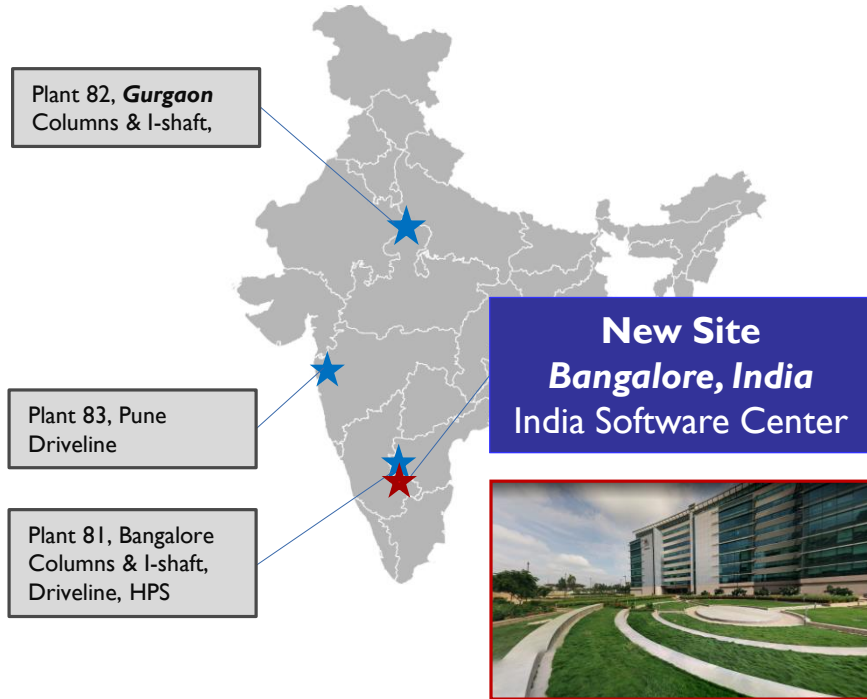 Plant 82, Gurgaon
Columns & I-shaft,
New Site
Bangalore, India
India Software Center
Plant 83, Pune
Driveline
Plant 81, Bangalore
Columns & I-shaft,
Driveline, HPS